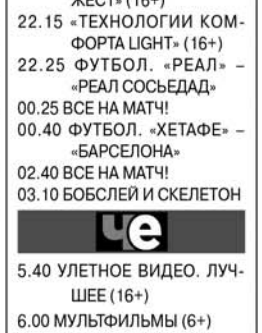 ЖЕСТ» (16+)
22.15 «ТЕХНОЛОГИИ КОМ-
ФОРТА LIGHT» (16+)
22.25 ФУТБОЛ. «РЕАЛ» –
«РЕАЛ СОСЬЕДАД»
00.25 ВСЕ НА МАТЧ!
00.40 ФУТБОЛ. «ХЕТАФЕ» –
«БАРСЕЛОНА»
02.40 ВСЕ НА МАТЧ!
03.10 БОБСЛЕЙ И СКЕЛЕТОН
че
5.40 УЛЕТНОЕ ВИДЕО. ЛУЧ-
ШЕЕ (16+)
6.00 МУЛЬТФИЛЬМЫ (6+)